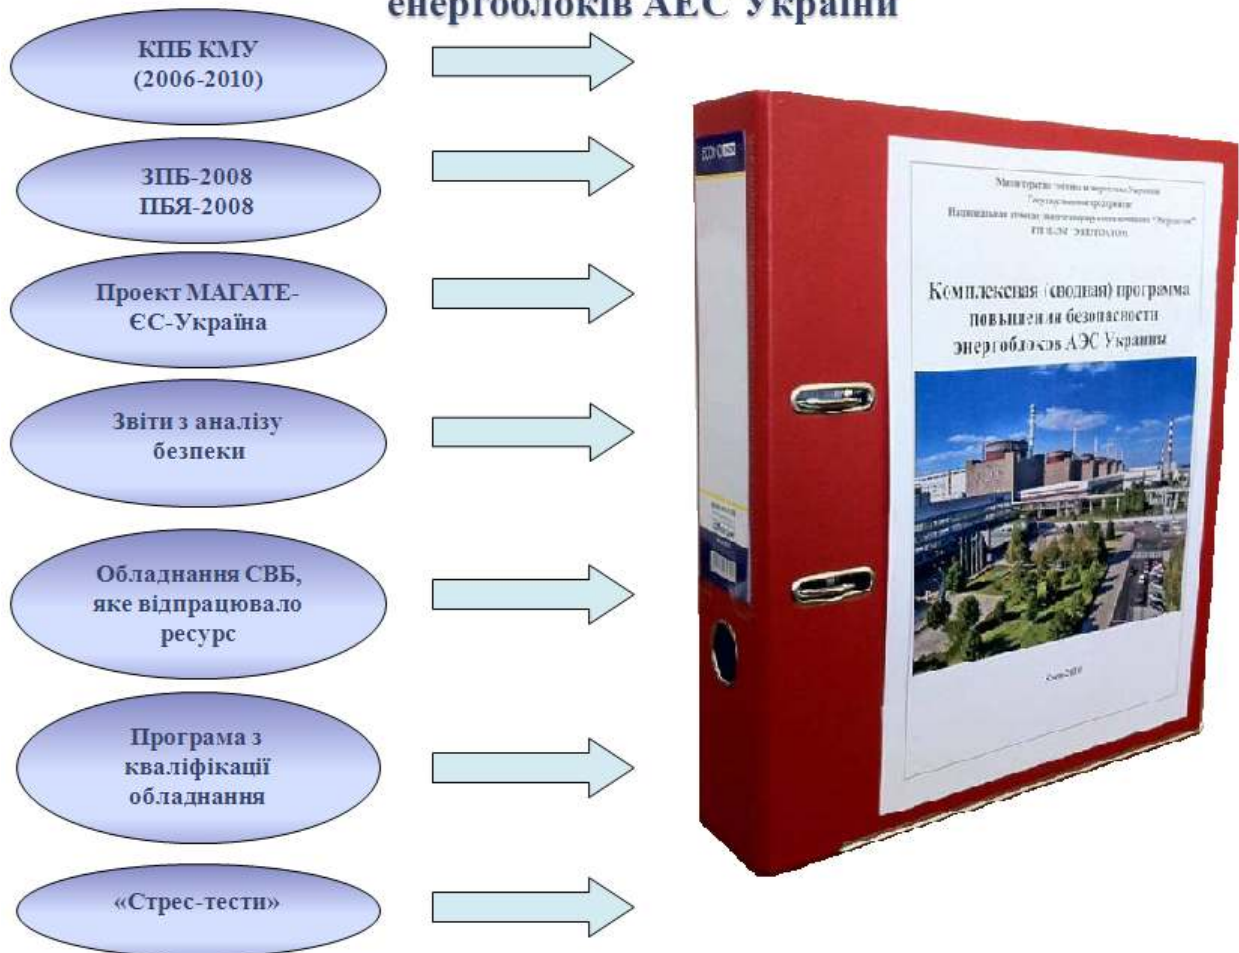 енергоблоків АЕС України
КПБ КМУ
(2006-2010)
ЗПБ-2008
ПБЯ-2008
Проект МАГАТЕ-
ЄС-Україна
Звіти з аналізу
безпеки
Обладнання СВБ,
яке відпрацювало
ресурс
Програма з
кваліфікації
обладнання
«Стрес-тести»
Комплексная (сводная) программа
повышения безопасности
энергоблоков АЭС Украины